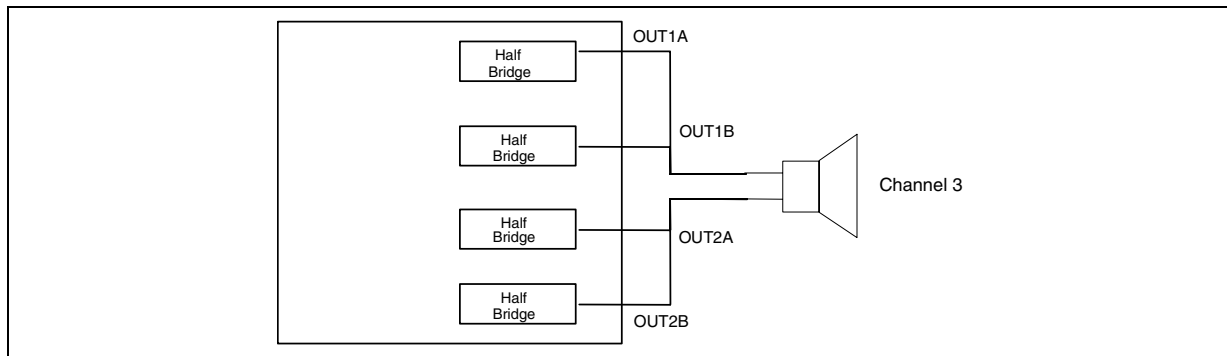 OUT1A
Half
Bridge
OUT1B
Half
Bridge
Channel 3
Half
Bridge
OUT2A
Half
Bridge
OUT2B